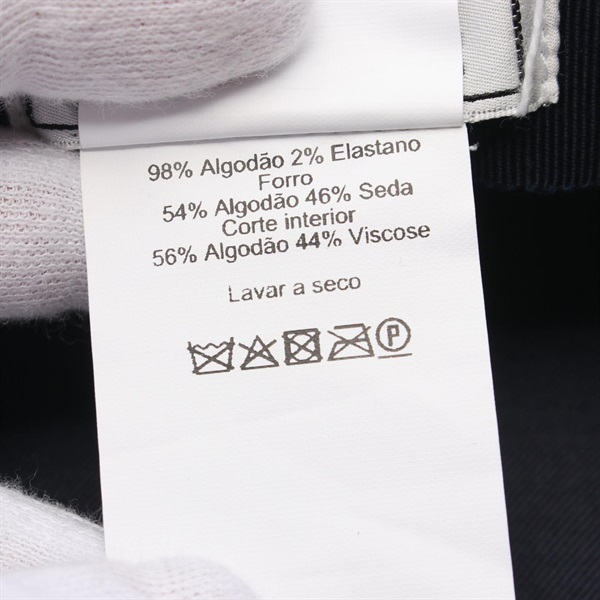 98% Algodão 2% Elastano
Forro
54% Algodão 46% Seda
Corte interior
56% Algodão 44% Viscose
Lavar a seco
P